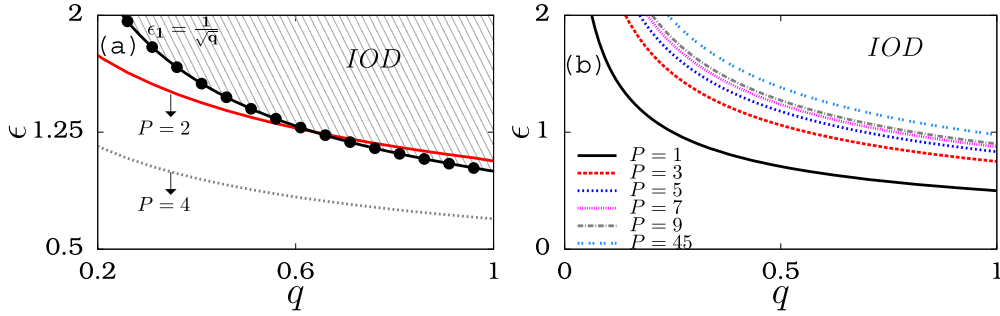 2
(a)
ϵ₁ = 1/√q
IOD
ϵ
1.25
P = 2
P = 4
0.5
0.2
0.6
1
q
2
(b)
IOD
ϵ
1
P = 1
P = 3
P = 5
P = 7
P = 9
P = 45
0
0
0.5
1
q